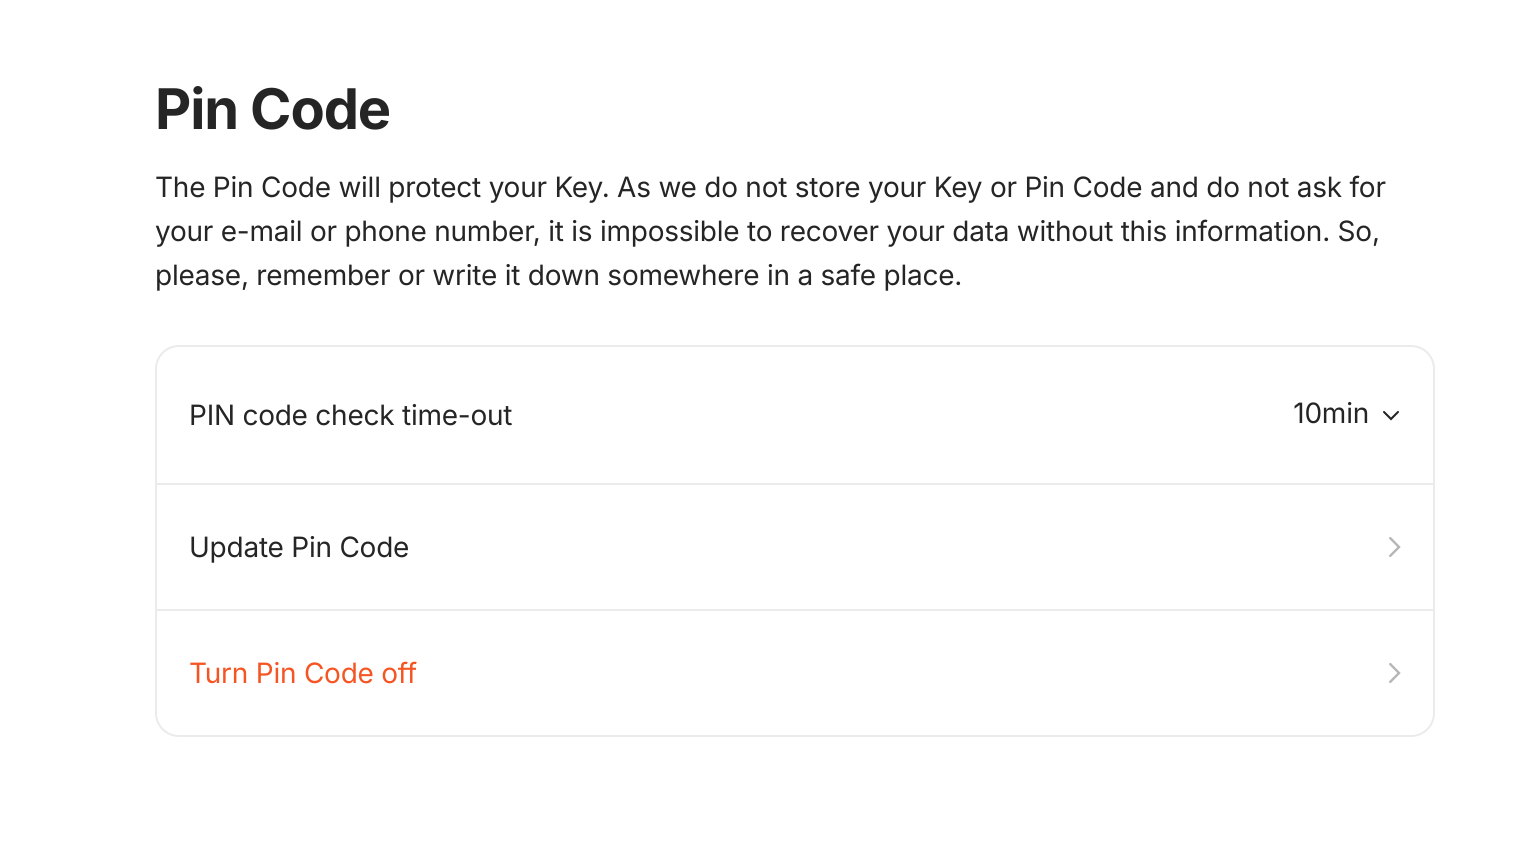 Pin Code
The Pin Code will protect your Key. As we do not store your Key or Pin Code and do not ask for
your e-mail or phone number, it is impossible to recover your data without this information. So,
please, remember or write it down somewhere in a safe place.
PIN code check time-out 10min
Update Pin Code
Turn Pin Code off